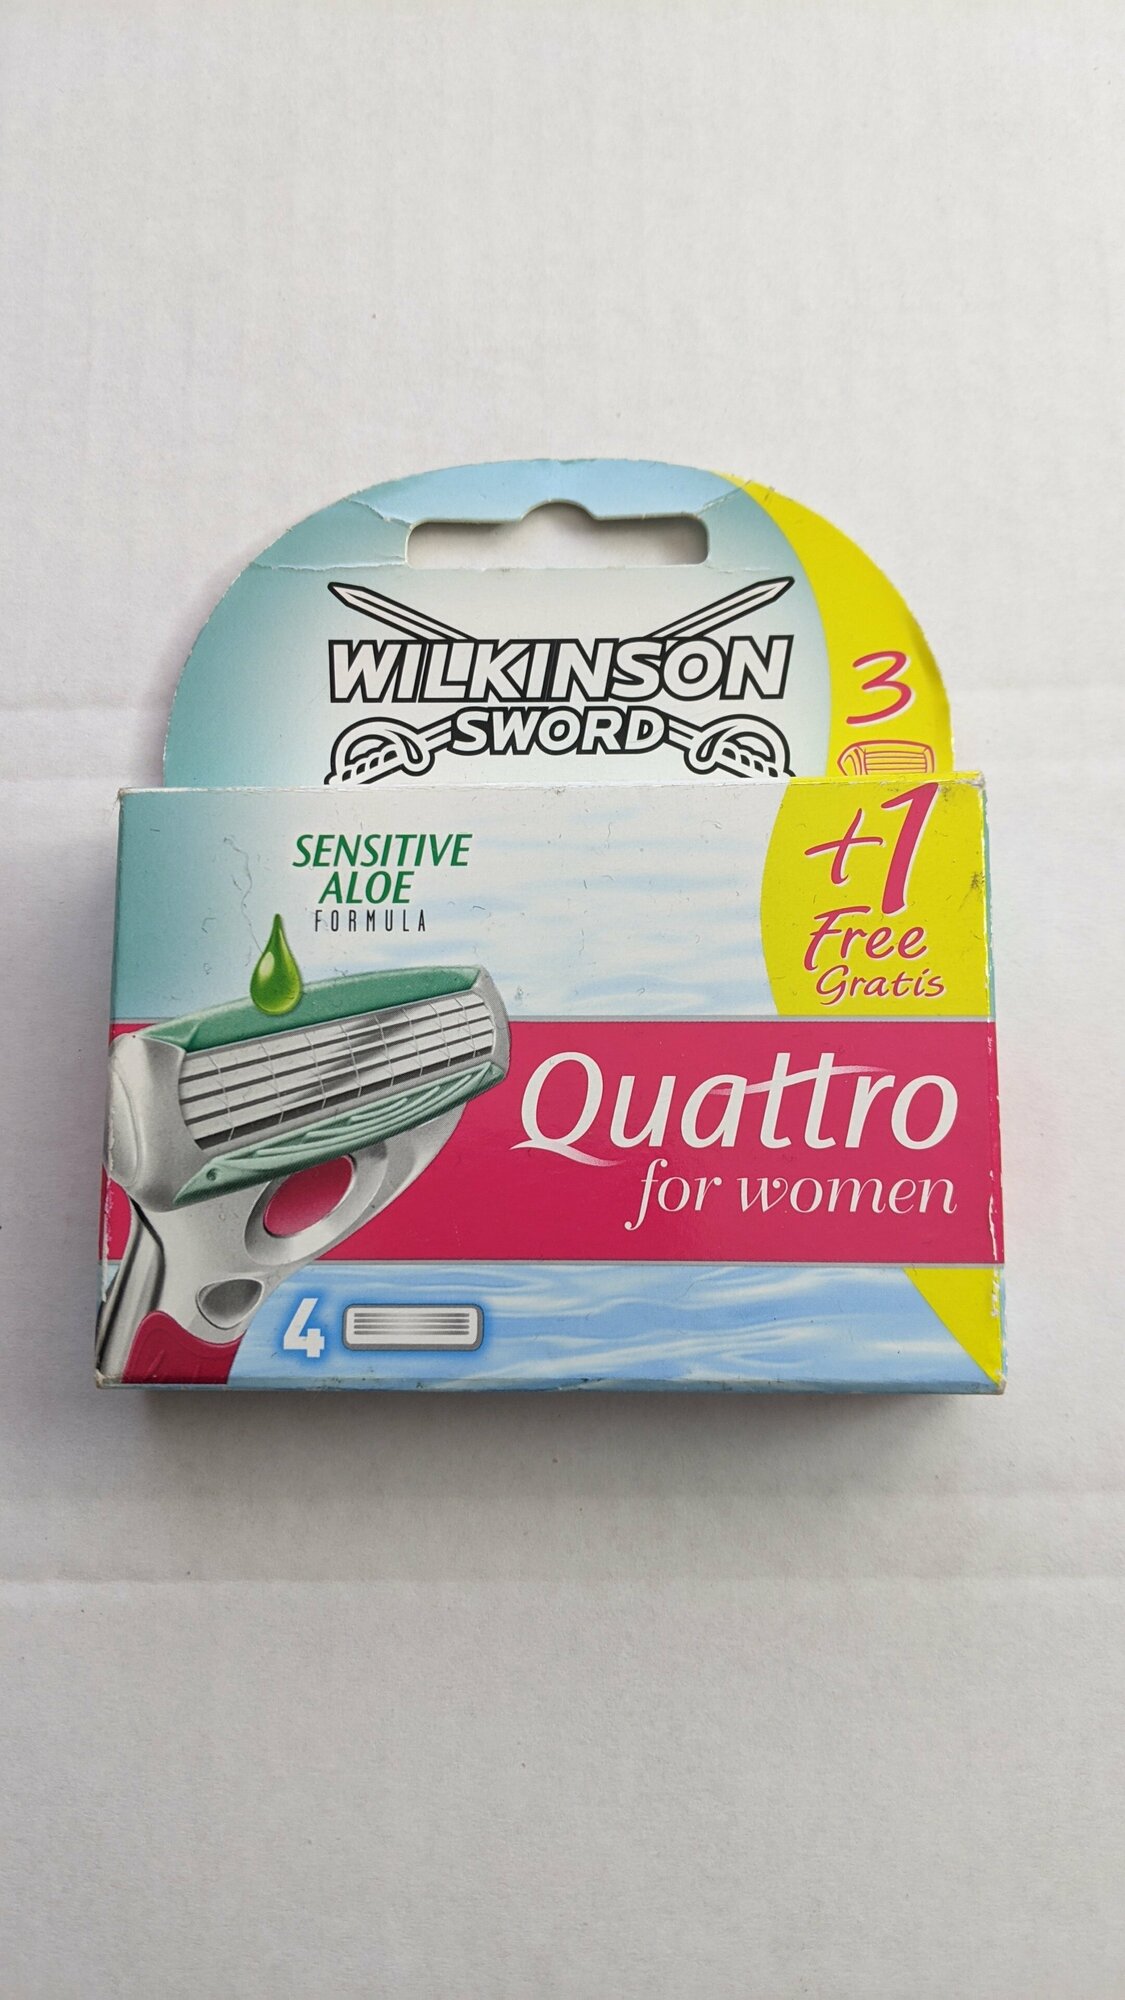 WILKINSON
SWORD
3
+1
Free
Gratis
SENSITIVE
ALOE
FORMULA
Quattro
for women
4